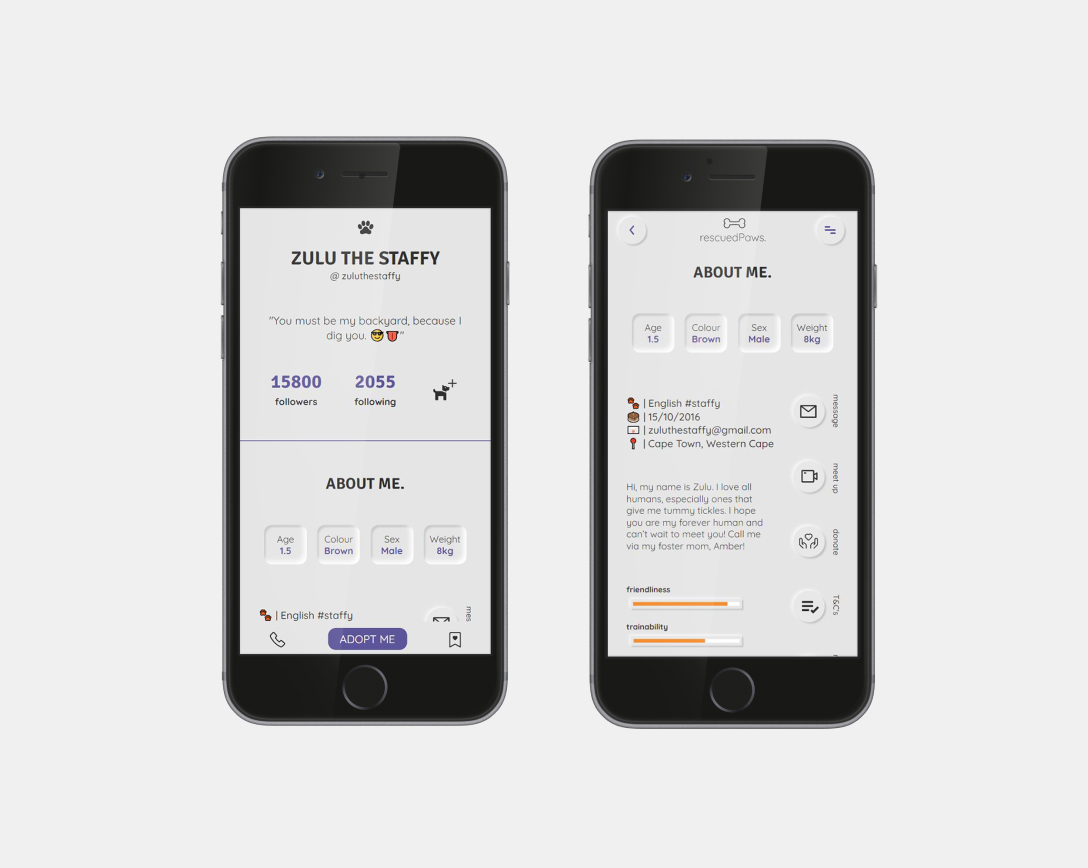 ZULU THE STAFFY
@ zuluthestaffy
"You must be my backyard, because I
dig you. 😎👅"
15800
followers
2055
following
ABOUT ME.
Age
1.5
Colour
Brown
Sex
Male
Weight
8kg
| English #staffy
mes
ADOPT ME
rescuedPaws.
ABOUT ME.
Age
1.5
Colour
Brown
Sex
Male
Weight
8kg
| English #staffy
| 15/10/2016
| zuluthestaffy@gmail.com
| Cape Town, Western Cape
Hi, my name is Zulu. I love all
humans, especially ones that
give me tummy tickles. I hope
you are my forever human and
can't wait to meet you! Call me
via my foster mom, Amber!
friendliness
trainability
message
meet up
donate
T&C's